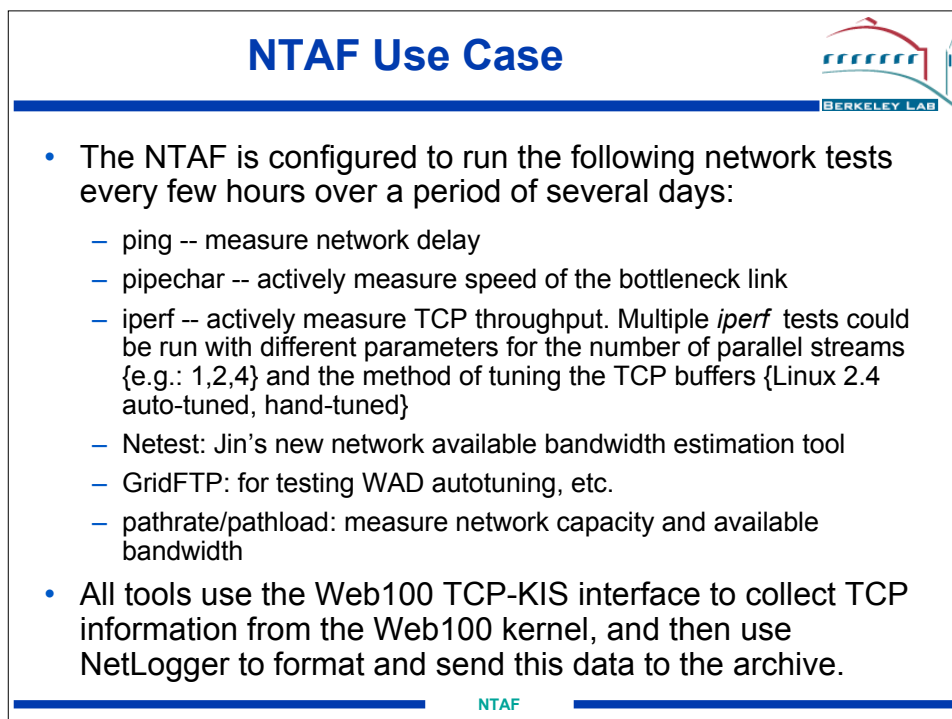 NTAF Use Case
BERKELEY LAB
• The NTAF is configured to run the following network tests
every few hours over a period of several days:
– ping -- measure network delay
– pipechar -- actively measure speed of the bottleneck link
– iperf -- actively measure TCP throughput. Multiple iperf tests could
be run with different parameters for the number of parallel streams
{e.g.: 1,2,4} and the method of tuning the TCP buffers {Linux 2.4
auto-tuned, hand-tuned}
– Netest: Jin's new network available bandwidth estimation tool
– GridFTP: for testing WAD autotuning, etc.
– pathrate/pathload: measure network capacity and available
bandwidth
• All tools use the Web100 TCP-KIS interface to collect TCP
information from the Web100 kernel, and then use
NetLogger to format and send this data to the archive.
NTAF